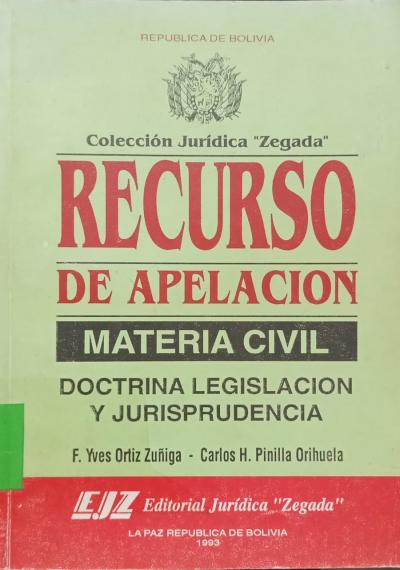 REPUBLICA DE BOLIVIA
Colección Jurídica "Zegada"
RECURSO
DE APELACION
MATERIA CIVIL
DOCTRINA LEGISLACION
Y JURISPRUDENCIA
F. Yves Ortiz Zuñiga - Carlos H. Pinilla Orihuela
EJZ Editorial Jurídica "Zegada"
LA PAZ REPUBLICA DE BOLIVIA
1993